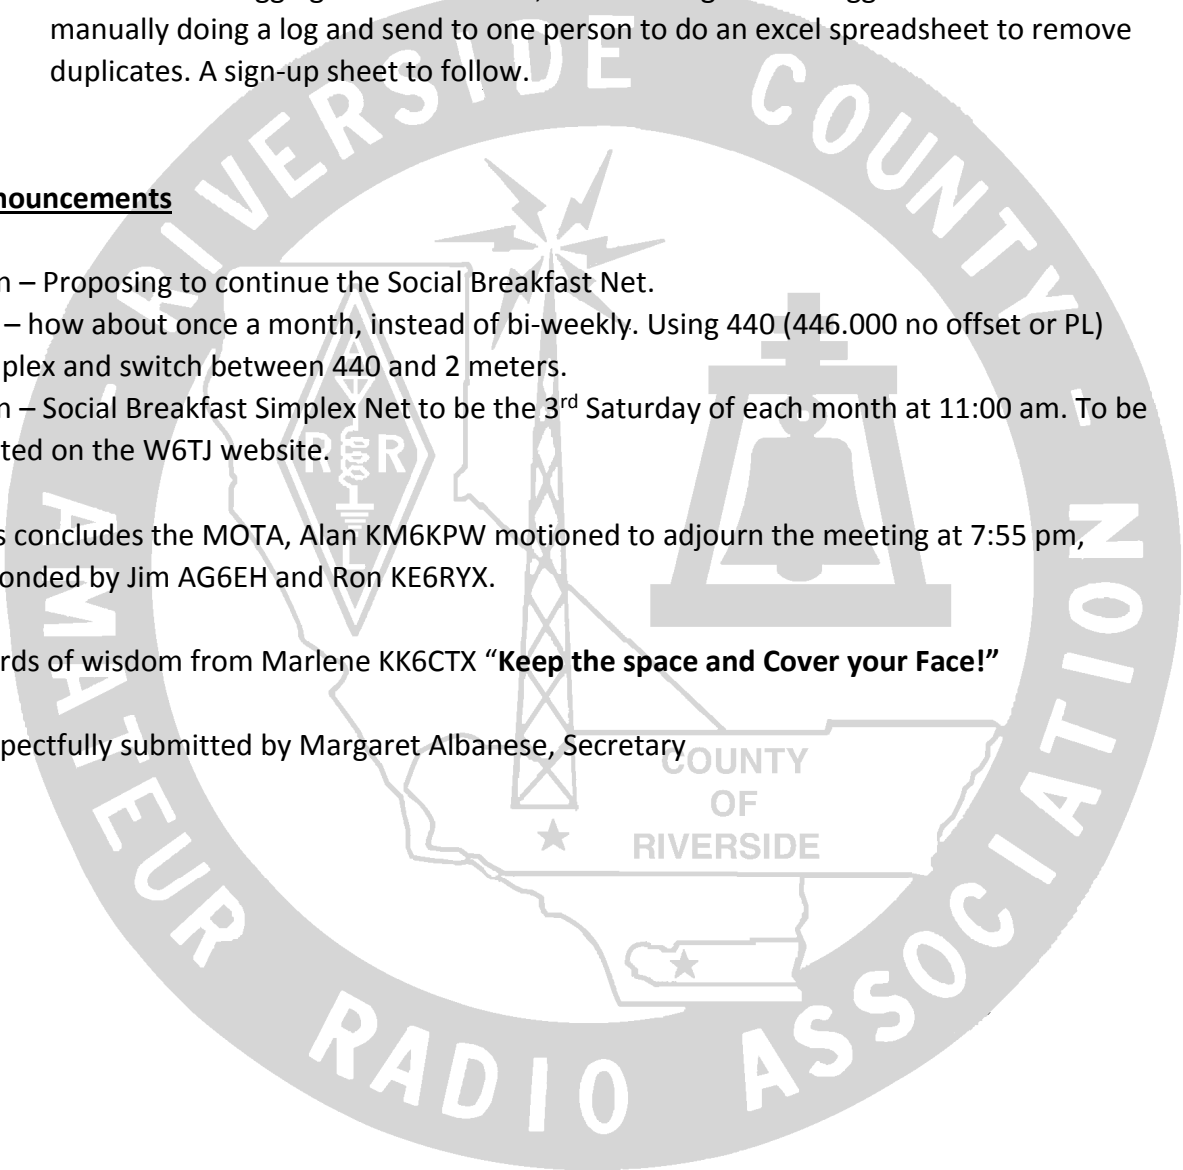 manually doing a log and send to one person to do an excel spreadsheet to remove
duplicates. A sign-up sheet to follow.
nouncements
n – Proposing to continue the Social Breakfast Net.
– how about once a month, instead of bi-weekly. Using 440 (446.000 no offset or PL)
plex and switch between 440 and 2 meters.
n – Social Breakfast Simplex Net to be the 3rd Saturday of each month at 11:00 am. To be
ted on the W6TJ website.
s concludes the MOTA, Alan KM6KPW motioned to adjourn the meeting at 7:55 pm,
onded by Jim AG6EH and Ron KE6RYX.
rds of wisdom from Marlene KK6CTX “Keep the space and Cover your Face!”
pectfully submitted by Margaret Albanese, Secretary
- RIVERSIDE COUNTY -
AMATEUR RADIO ASSOCIATION
A
R R
L
COUNTY
OF
RIVERSIDE